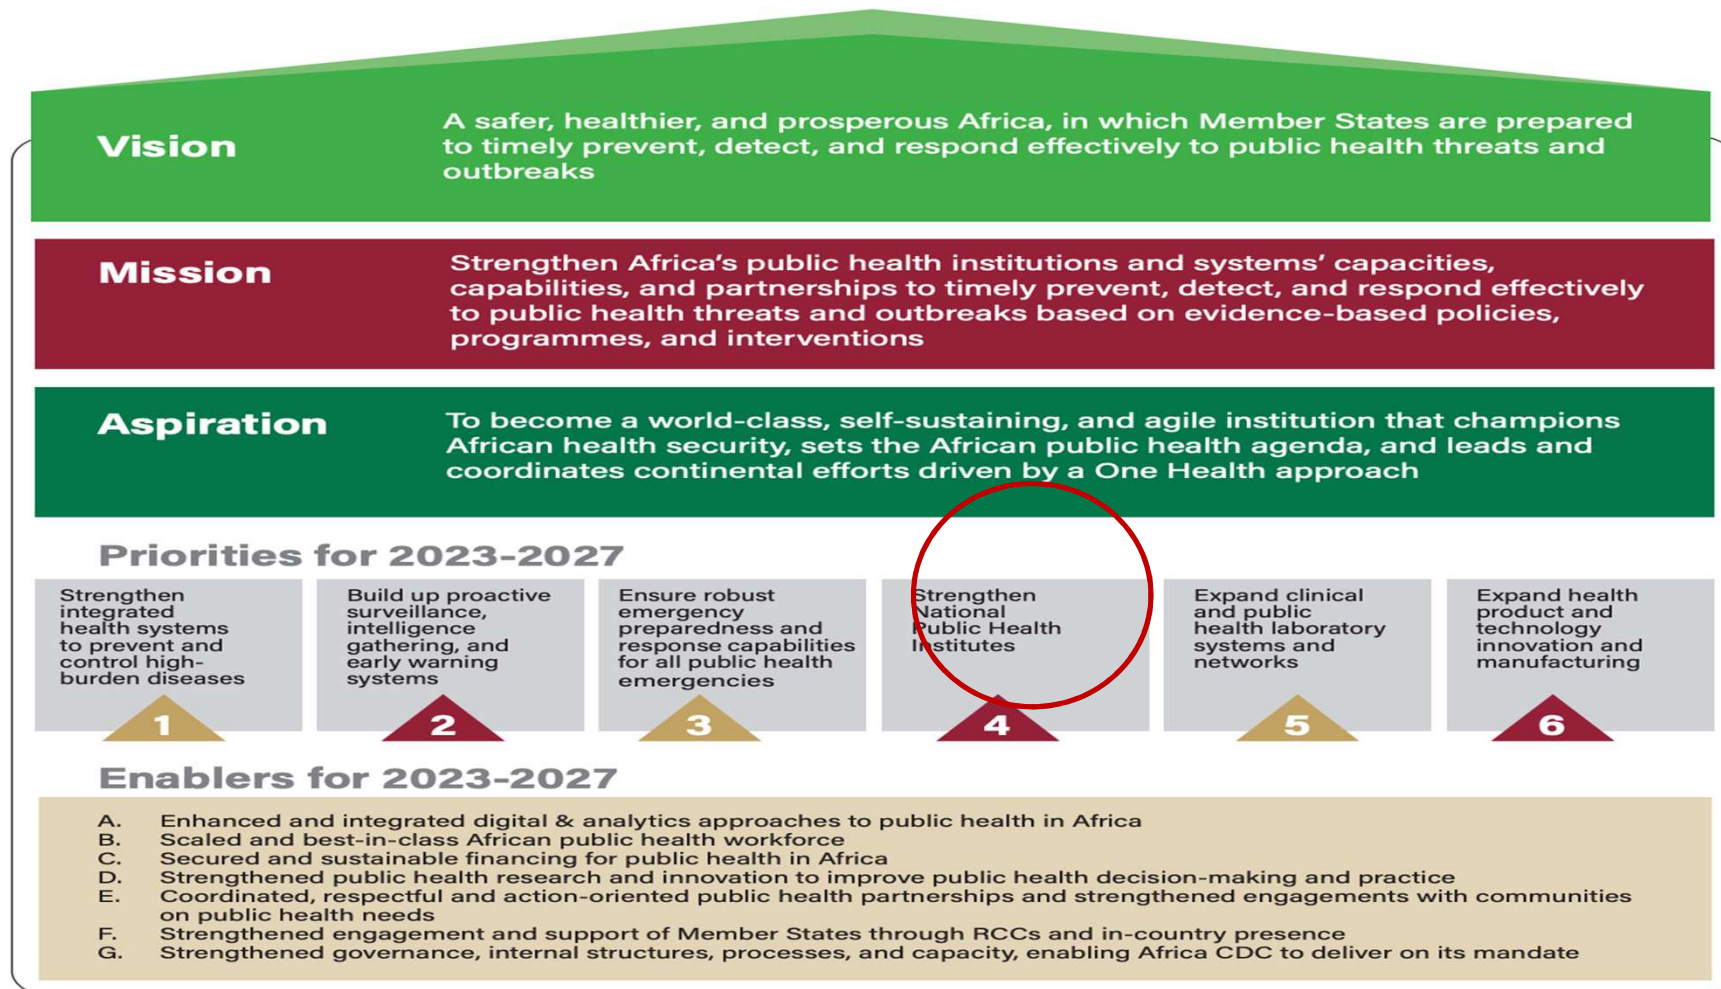 Vision
A safer, healthier, and prosperous Africa, in which Member States are prepared
to timely prevent, detect, and respond effectively to public health threats and
outbreaks
Mission
Strengthen Africa's public health institutions and systems' capacities,
capabilities, and partnerships to timely prevent, detect, and respond effectively
to public health threats and outbreaks based on evidence-based policies,
programmes, and interventions
Aspiration
To become a world-class, self-sustaining, and agile institution that champions
African health security, sets the African public health agenda, and leads and
coordinates continental efforts driven by a One Health approach
Priorities for 2023-2027
Strengthen
integrated
health systems
to prevent and
control high-
burden diseases
1
Build up proactive
surveillance,
intelligence
gathering, and
early warning
systems
2
Ensure robust
emergency
preparedness and
response capabilities
for all public health
emergencies
3
Strengthen
National
Public Health
Institutes
4
Expand clinical
and public
health laboratory
systems and
networks
5
Expand health
product and
technology
innovation and
manufacturing
6
Enablers for 2023-2027
A. Enhanced and integrated digital & analytics approaches to public health in Africa
B. Scaled and best-in-class African public health workforce
C. Secured and sustainable financing for public health in Africa
D. Strengthened public health research and innovation to improve public health decision-making and practice
E. Coordinated, respectful and action-oriented public health partnerships and strengthened engagements with communities
on public health needs
F. Strengthened engagement and support of Member States through RCCs and in-country presence
G. Strengthened governance, internal structures, processes, and capacity, enabling Africa CDC to deliver on its mandate